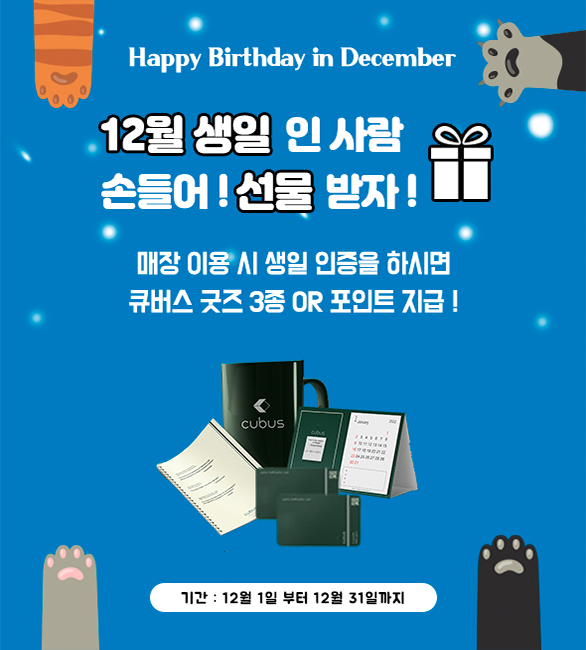 Happy Birthday in December
12월 생일 인 사람
손들어 ! 선물 받자 !
매장 이용 시 생일 인증을 하시면
큐버스 굿즈 3종 OR 포인트 지급 !
cubus
cubus
January
cubus
기간 : 12월 1일 부터 12월 31일까지